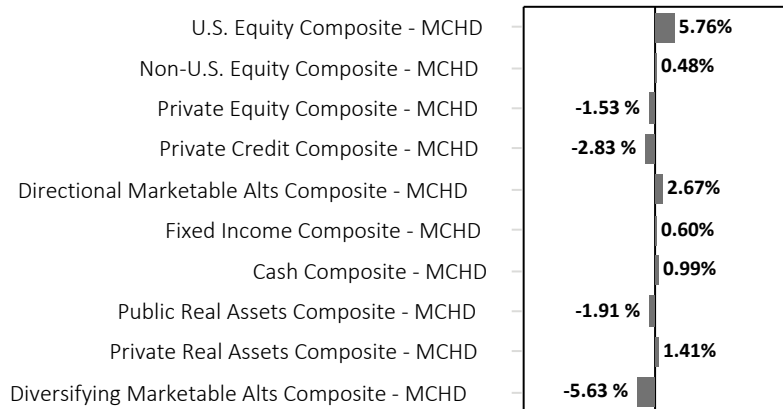 U.S. Equity Composite - MCHD 5.76%
Non-U.S. Equity Composite - MCHD 0.48%
Private Equity Composite - MCHD -1.53 %
Private Credit Composite - MCHD -2.83 %
Directional Marketable Alts Composite - MCHD 2.67%
Fixed Income Composite - MCHD 0.60%
Cash Composite - MCHD 0.99%
Public Real Assets Composite - MCHD -1.91 %
Private Real Assets Composite - MCHD 1.41%
Diversifying Marketable Alts Composite - MCHD -5.63 %